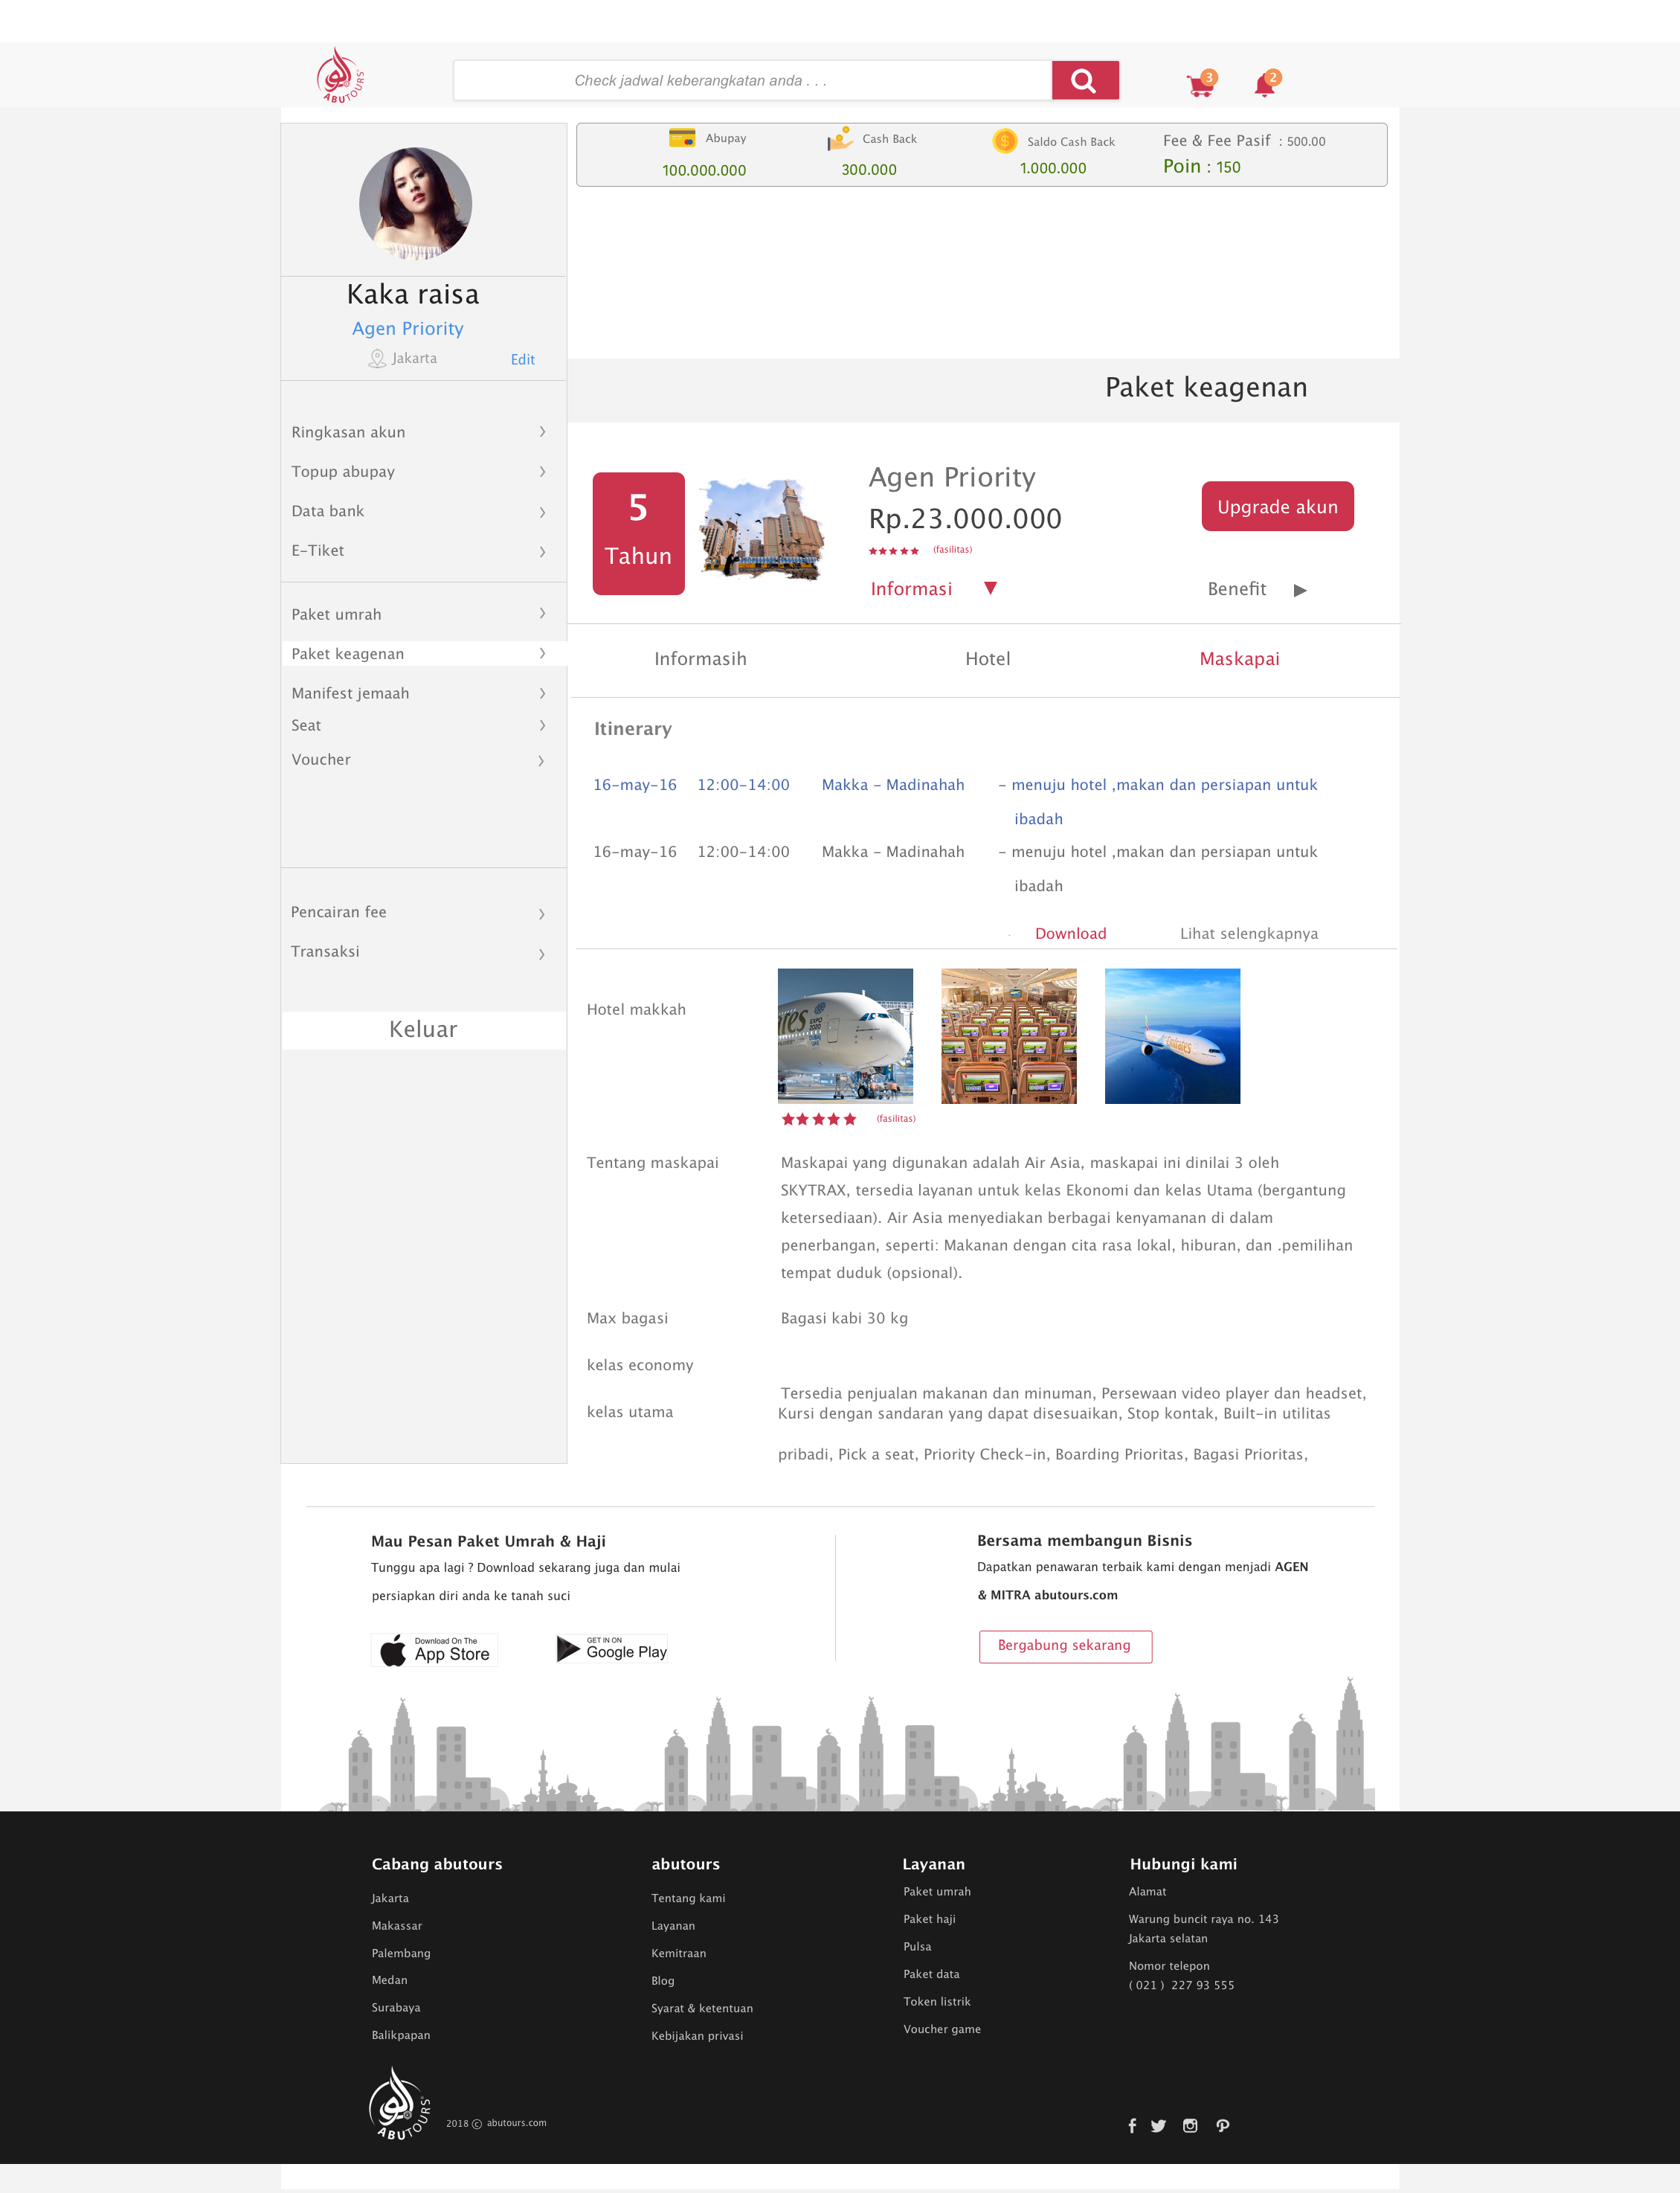 ABUTOURS
Check jadwal keberangkatan anda . . .
3
2
Abupay
100.000.000
Cash Back
300.000
Saldo Cash Back
1.000.000
Fee & Fee Pasif : 500.00
Poin : 150
Kaka raisa
Agen Priority
Jakarta
Edit
Ringkasan akun
Topup abupay
Data bank
E-Tiket
Paket umrah
Paket keagenan
Manifest jemaah
Seat
Voucher
Pencairan fee
Transaksi
Keluar
Paket keagenan
5
Tahun
Agen Priority
Rp.23.000.000
(fasilitas)
Informasi
Upgrade akun
Benefit
Informasih
Hotel
Maskapai
Itinerary
16-may-16 12:00-14:00 Makka - Madinahah - menuju hotel ,makan dan persiapan untuk
ibadah
16-may-16 12:00-14:00 Makka - Madinahah - menuju hotel ,makan dan persiapan untuk
ibadah
Download
Lihat selengkapnya
Hotel makkah
EXPO
2020
DUBAI
UAE
Emirates
(fasilitas)
Tentang maskapai
Maskapai yang digunakan adalah Air Asia, maskapai ini dinilai 3 oleh
SKYTRAX, tersedia layanan untuk kelas Ekonomi dan kelas Utama (bergantung
ketersediaan). Air Asia menyediakan berbagai kenyamanan di dalam
penerbangan, seperti: Makanan dengan cita rasa lokal, hiburan, dan .pemilihan
tempat duduk (opsional).
Max bagasi
Bagasi kabi 30 kg
kelas economy
Tersedia penjualan makanan dan minuman, Persewaan video player dan headset,
kelas utama
Kursi dengan sandaran yang dapat disesuaikan, Stop kontak, Built-in utilitas
pribadi, Pick a seat, Priority Check-in, Boarding Prioritas, Bagasi Prioritas,
Mau Pesan Paket Umrah & Haji
Tunggu apa lagi ? Download sekarang juga dan mulai
persiapkan diri anda ke tanah suci
Download On The
App Store
GET IN ON
Google Play
Bersama membangun Bisnis
Dapatkan penawaran terbaik kami dengan menjadi AGEN
& MITRA abutours.com
Bergabung sekarang
Cabang abutours
Jakarta
Makassar
Palembang
Medan
Surabaya
Balikpapan
abutours
Tentang kami
Layanan
Kemitraan
Blog
Syarat & ketentuan
Kebijakan privasi
Layanan
Paket umrah
Paket haji
Pulsa
Paket data
Token listrik
Voucher game
Hubungi kami
Alamat
Warung buncit raya no. 143
Jakarta selatan
Nomor telepon
( 021 ) 227 93 555
ABUTOURS
2018 © abutours.com